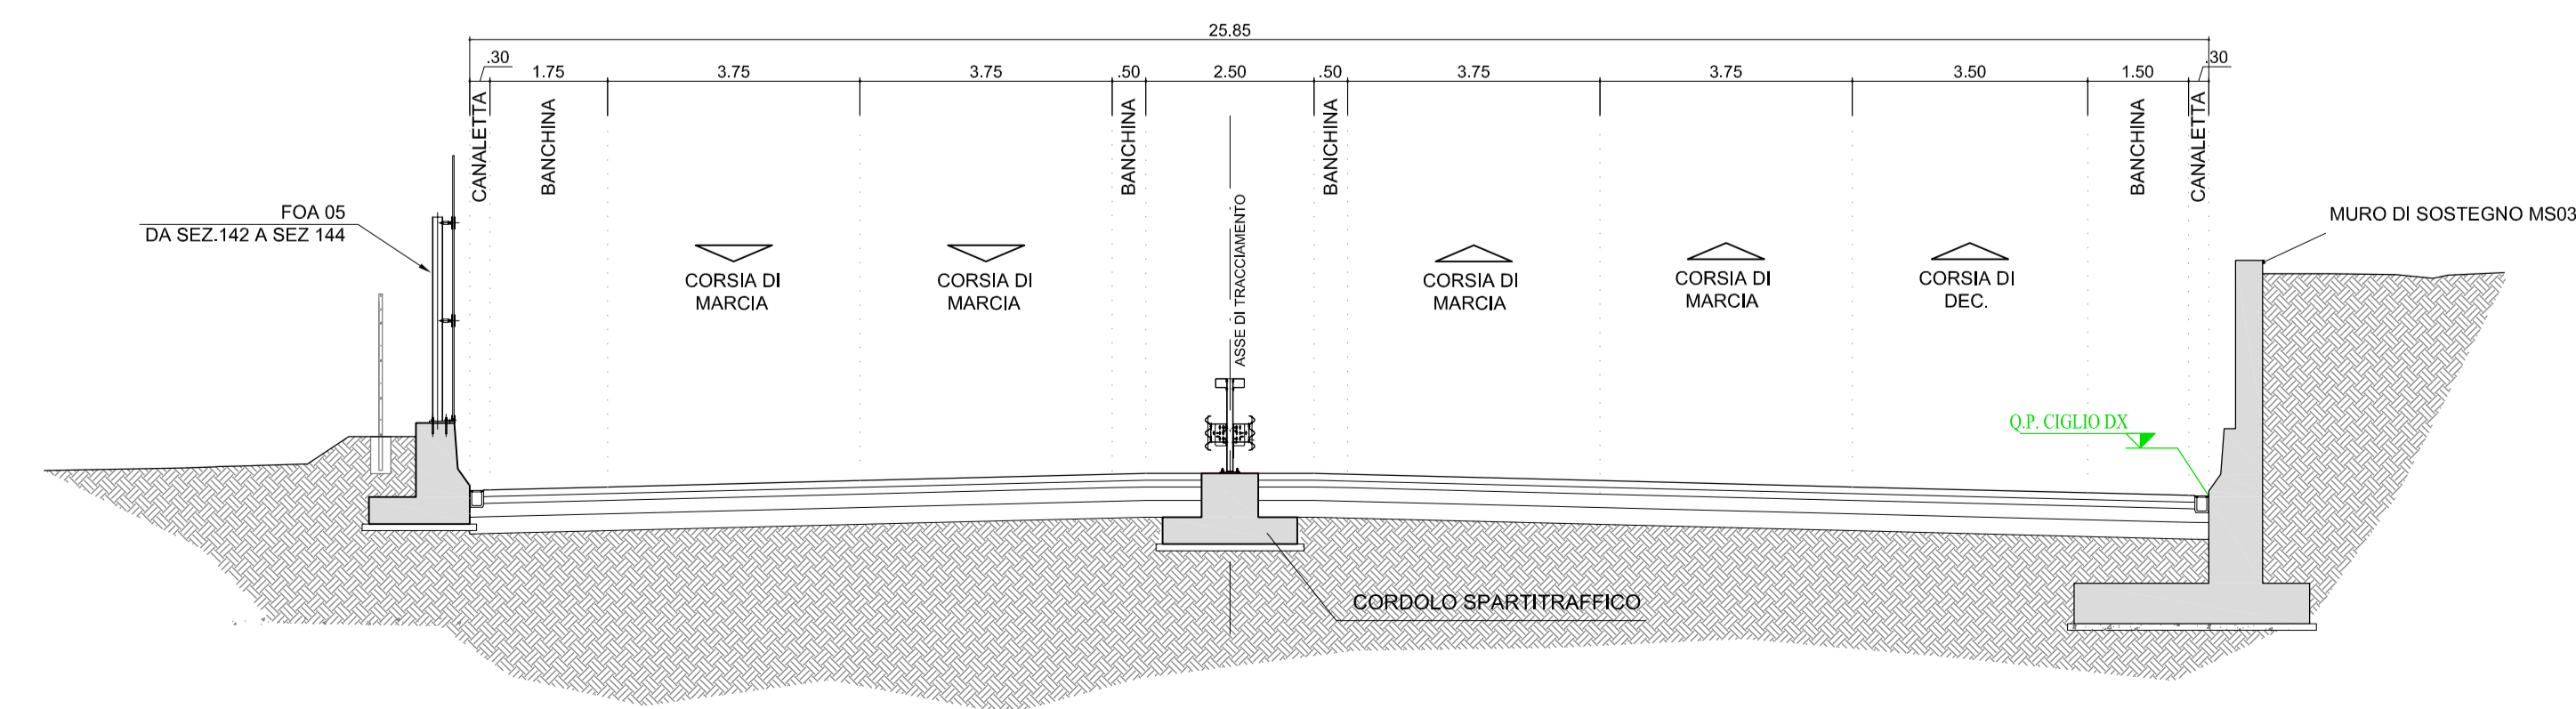 25.85
.30
1.75
3.75
3.75
.50
2.50
.50
3.75
3.75
3.50
1.50
.30
CANALETTA
BANCHINA
BANCHINA
BANCHINA
BANCHINA
CANALETTA
ASSE DI TRACCIAMENTO
FOA 05
DA SEZ.142 A SEZ 144
MURO DI SOSTEGNO MS03
CORSIA DI
MARCIA
CORSIA DI
MARCIA
CORSIA DI
MARCIA
CORSIA DI
MARCIA
CORSIA DI
DEC.
Q.P. CIGLIO DX
CORDOLO SPARTITRAFFICO